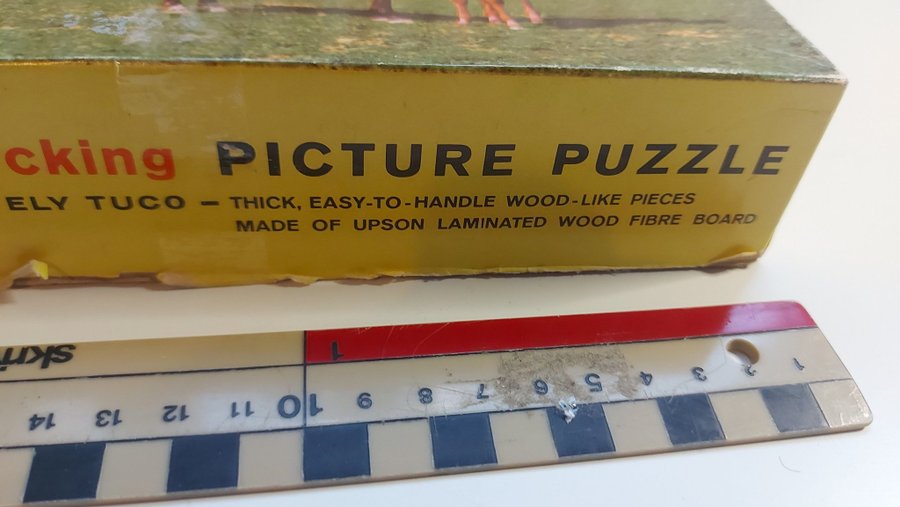 cking PICTURE PUZZLE
ELY TUCO – THICK, EASY-TO-HANDLE WOOD-LIKE PIECES
MADE OF UPSON LAMINATED WOOD FIBRE BOARD
1
skri
14 13 12 11 10 9 8 7 6 5 4 3 2 1